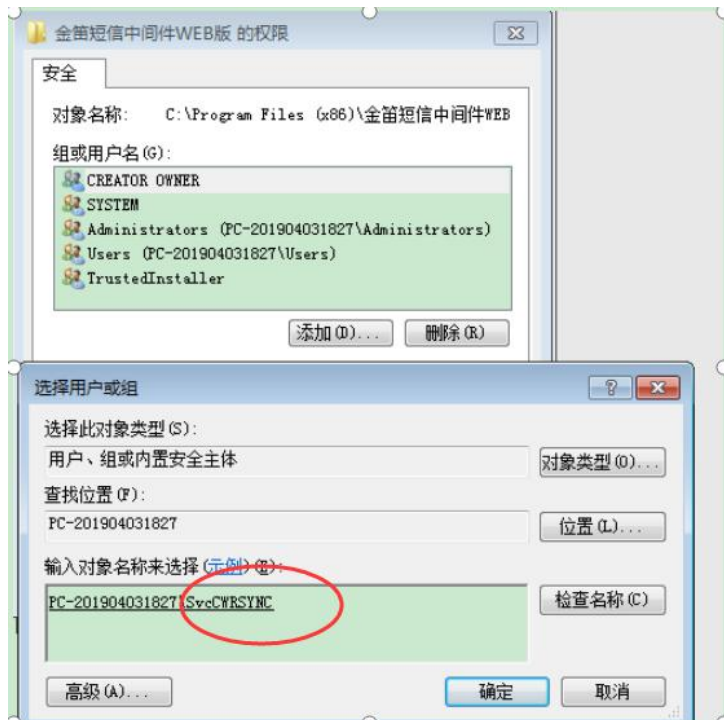 金笛短信中间件WEB版 的权限
安全
对象名称: C:\Program Files (x86)\金笛短信中间件WEB
组或用户名(G):
CREATOR OWNER
SYSTEM
Administrators (PC-201904031827\Administrators)
Users (PC-201904031827\Users)
TrustedInstaller
添加(D)... 删除(R)
选择用户或组
选择此对象类型(S):
用户、组或内置安全主体 对象类型(O)...
查找位置(F):
PC-201904031827 位置(L)...
输入对象名称来选择(示例)(E):
PC-201904031827\SvcCWRSYNC 检查名称(C)
高级(A)... 确定 取消